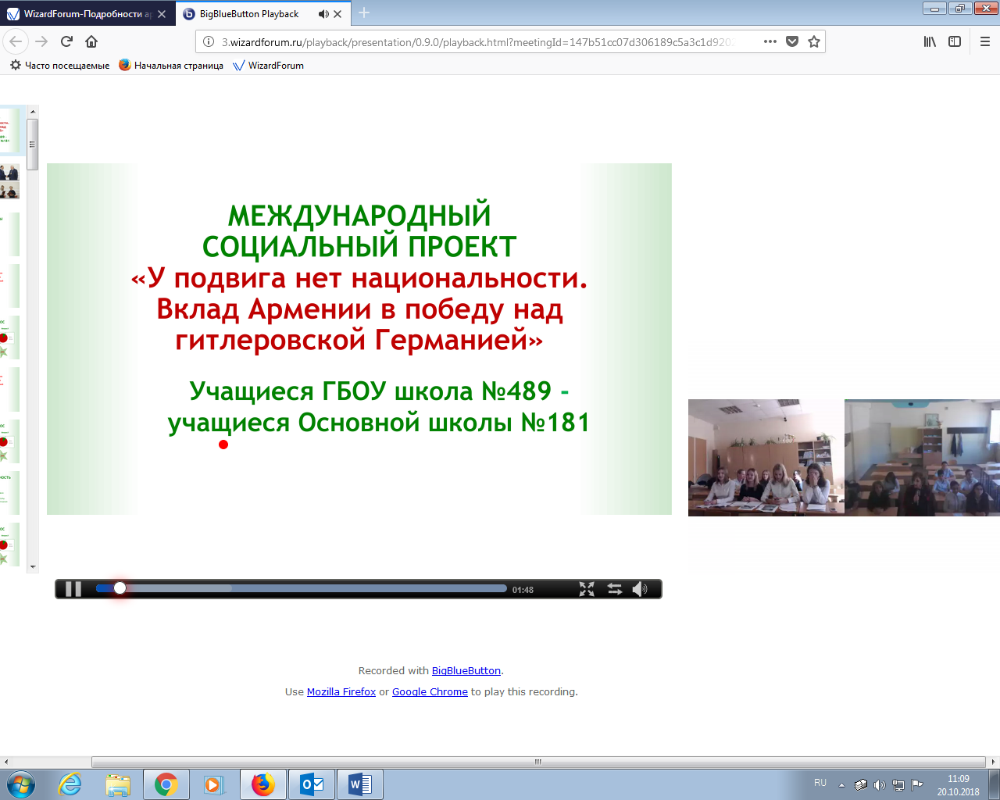 WizardForum-Подробности ар
BigBlueButton Playback
3.wizardforum.ru/playback/presentation/0.9.0/playback.html?meetingId=147b51cc07d306189c5a3c1d920
Часто посещаемые
Начальная страница
WizardForum
МЕЖДУНАРОДНЫЙ
СОЦИАЛЬНЫЙ ПРОЕКТ
«У подвига нет национальности.
Вклад Армении в победу над
гитлеровской Германией»
Учащиеся ГБОУ школа №489 -
учащиеся Основной школы №181
01:48
Recorded with BigBlueButton.
Use Mozilla Firefox or Google Chrome to play this recording.
RU
11:09
20.10.2018